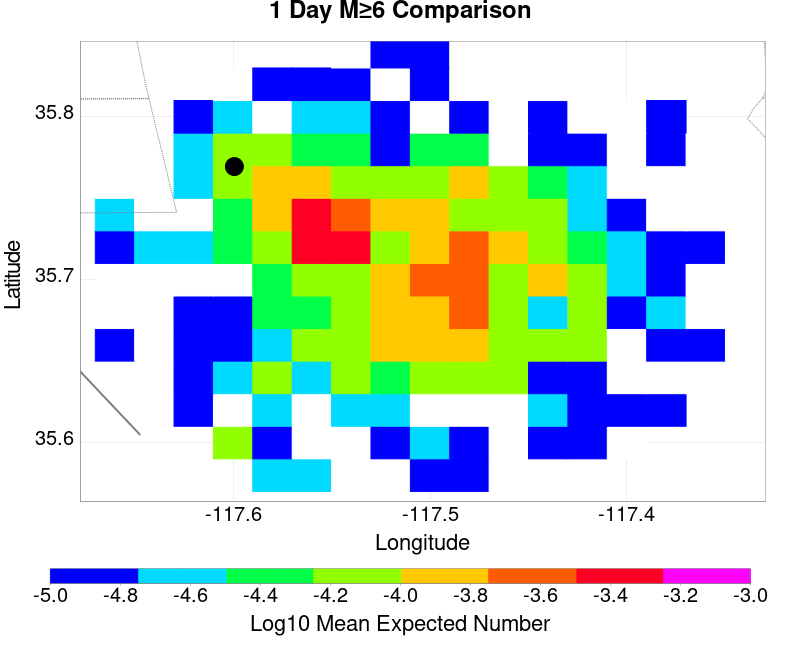 1 Day M≥6 Comparison
35.8
35.7
35.6
Latitude
-117.6 -117.5 -117.4
Longitude
-5.0 -4.8 -4.6 -4.4 -4.2 -4.0 -3.8 -3.6 -3.4 -3.2 -3.0
Log10 Mean Expected Number